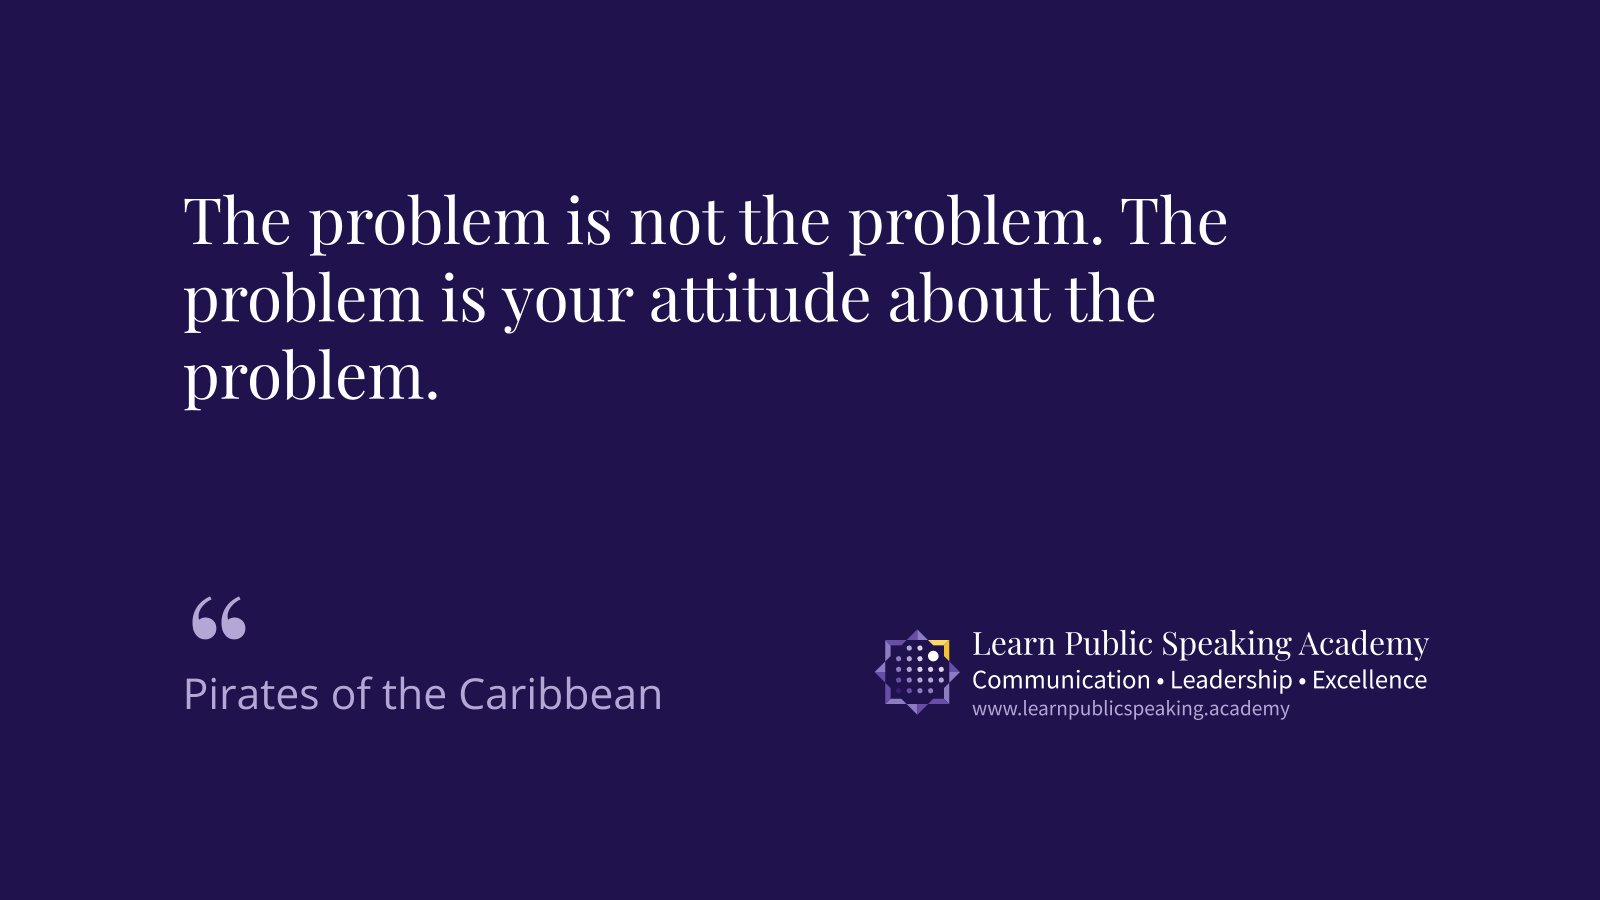 The problem is not the problem. The
problem is your attitude about the
problem.
“
Pirates of the Caribbean
Learn Public Speaking Academy
Communication • Leadership • Excellence
www.learnpublicspeaking.academy